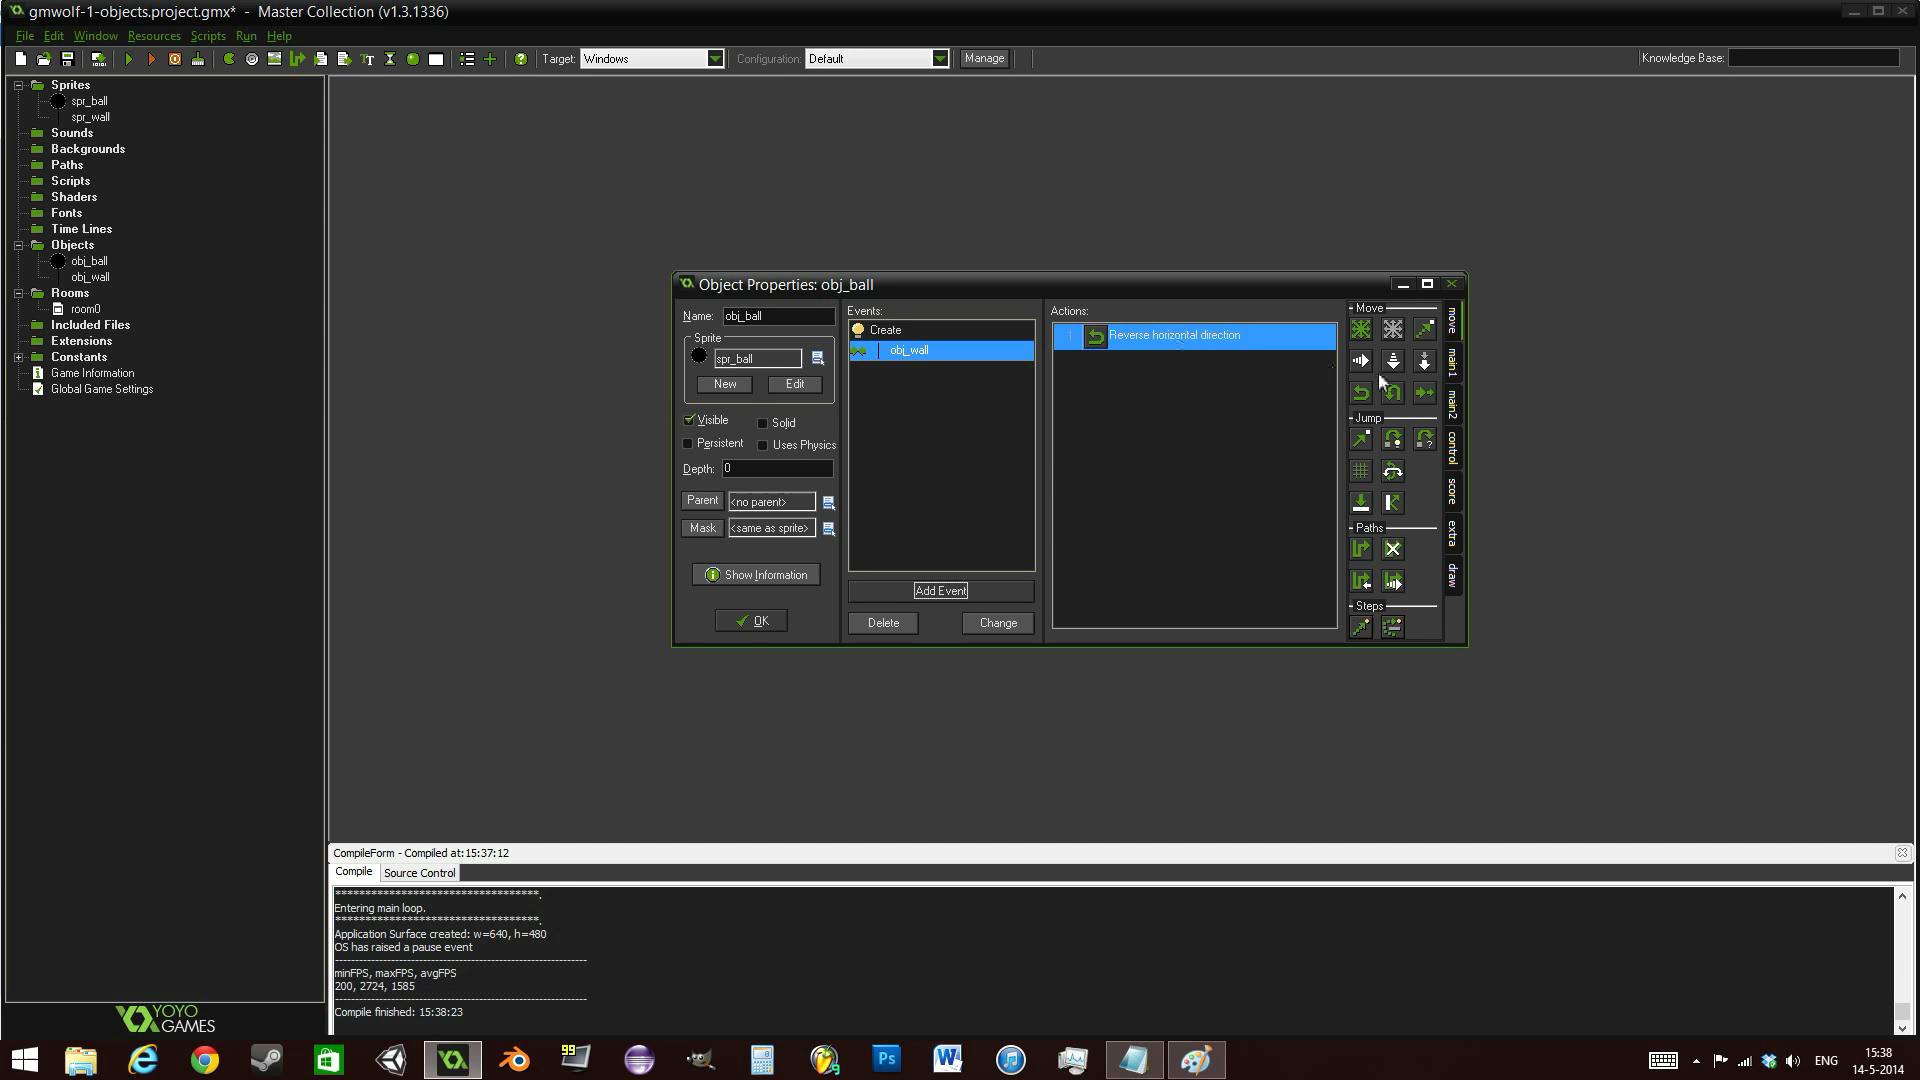 gmwolf-1-objects.project.gmx* - Master Collection (v1.3.1336)
File Edit Window Resources Scripts Run Help
Target: Windows Configuration: Default Manage Knowledge Base:
Sprites
spr_ball
spr_wall
Sounds
Backgrounds
Paths
Scripts
Shaders
Fonts
Time Lines
Objects
obj_ball
obj_wall
Rooms
room0
Included Files
Extensions
Constants
Game Information
Global Game Settings
YOYO
GAMES
Object Properties: obj_ball
Name: obj_ball
Sprite
spr_ball
New Edit
Visible Solid
Persistent Uses Physics
Depth: 0
Parent <no parent>
Mask <same as sprite>
Show Information
OK
Events:
Create
obj_wall
Add Event
Delete Change
Actions:
1 Reverse horizontal direction
Move
Jump
Paths
Steps
move
main1
main2
control
score
extra
draw
CompileForm - Compiled at:15:37:12
Compile Source Control
***********************************.
Entering main loop.
***********************************.
Application Surface created: w=640, h=480
OS has raised a pause event
---------------------------------------------------------------
minFPS, maxFPS, avgFPS
200, 2724, 1585
---------------------------------------------------------------
Compile finished: 15:38:23
99
Ps
ENG
15:38
14-5-2014